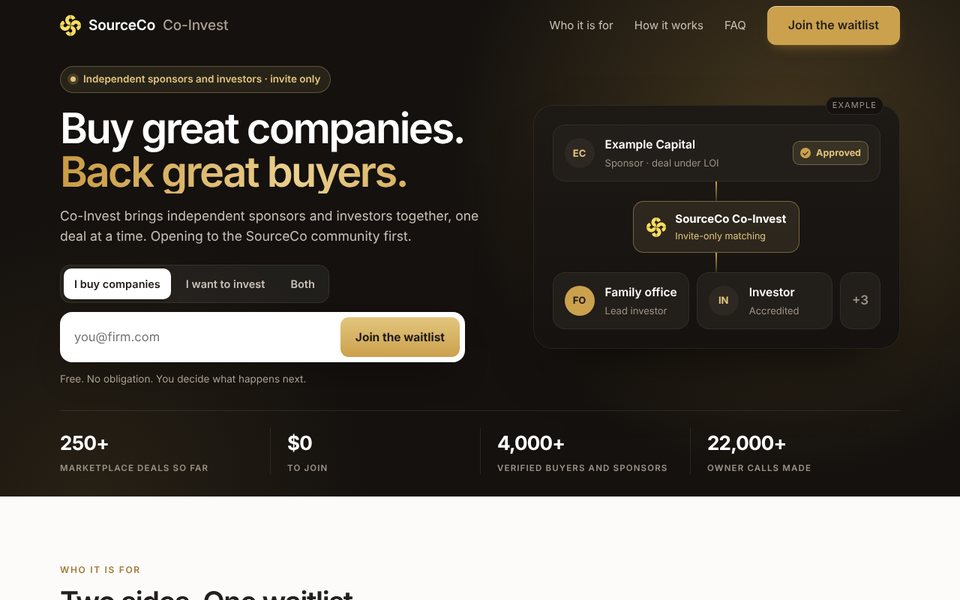 SourceCo Co-Invest
Who it is for
How it works
FAQ
Join the waitlist
Independent sponsors and investors · invite only
Buy great companies.
Back great buyers.
Co-Invest brings independent sponsors and investors together, one
deal at a time. Opening to the SourceCo community first.
I buy companies
I want to invest
Both
you@firm.com
Join the waitlist
Free. No obligation. You decide what happens next.
EXAMPLE
EC
Example Capital
Sponsor · deal under LOI
Approved
SourceCo Co-Invest
Invite-only matching
FO
Family office
Lead investor
IN
Investor
Accredited
+3
250+
MARKETPLACE DEALS SO FAR
$0
TO JOIN
4,000+
VERIFIED BUYERS AND SPONSORS
22,000+
OWNER CALLS MADE
WHO IT IS FOR
Two sides. One waitlist.